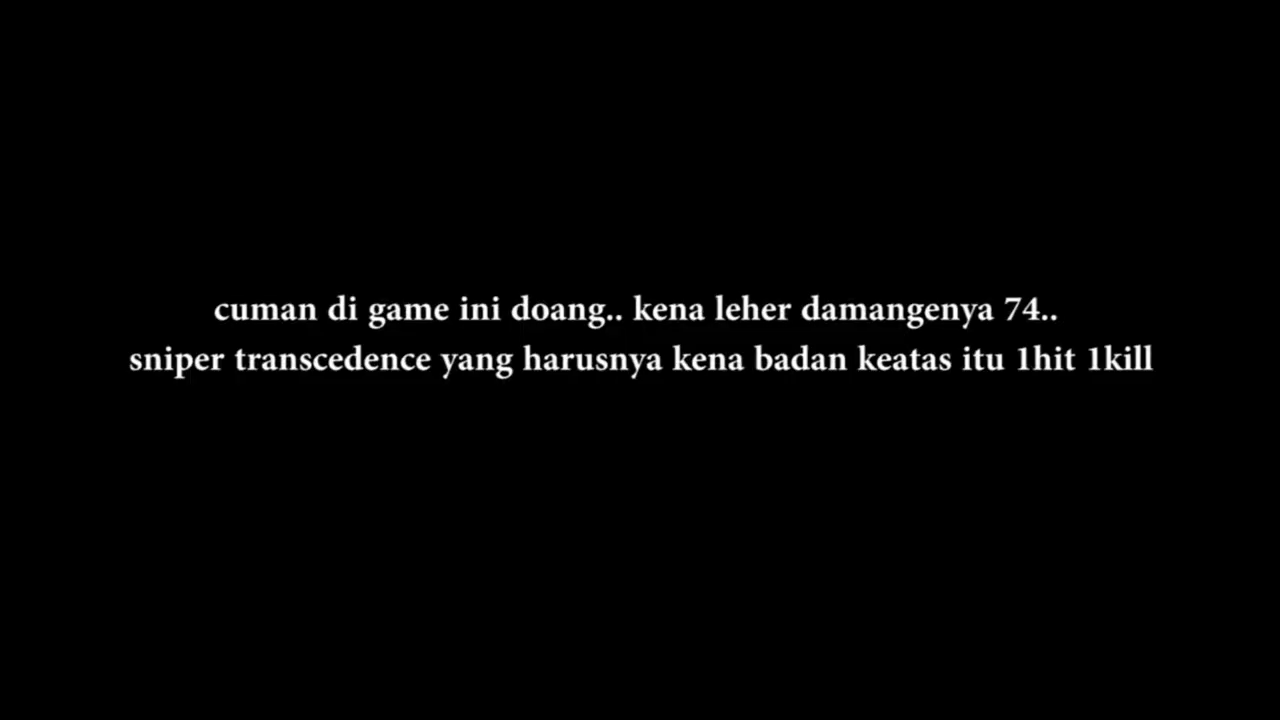 cuman di game ini doang.. kena leher damangenya 74..
sniper transcedence yang harusnya kena badan keatas itu 1hit 1kill